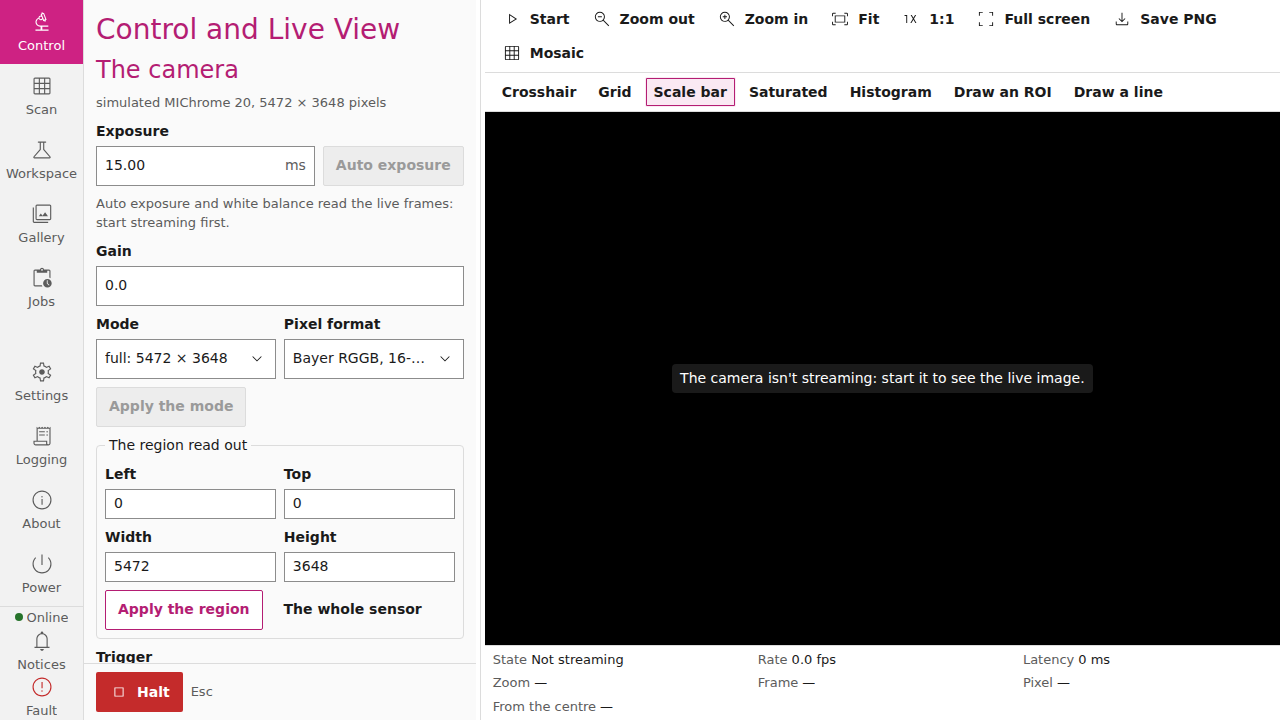 Control
Scan
Workspace
Gallery
Jobs
Settings
Logging
About
Power
Online
Notices
Fault
Control and Live View
The camera
simulated MIChrome 20, 5472 × 3648 pixels
Exposure
15.00 ms
Auto exposure
Auto exposure and white balance read the live frames:
start streaming first.
Gain
0.0
Mode Pixel format
full: 5472 × 3648 Bayer RGGB, 16-...
Apply the mode
The region read out
Left Top
0 0
Width Height
5472 3648
Apply the region The whole sensor
Trigger
Halt Esc
Start Zoom out Zoom in Fit 1X 1:1 Full screen Save PNG
Mosaic
Crosshair Grid Scale bar Saturated Histogram Draw an ROI Draw a line
The camera isn't streaming: start it to see the live image.
State Not streaming Rate 0.0 fps Latency 0 ms
Zoom — Frame — Pixel —
From the centre —